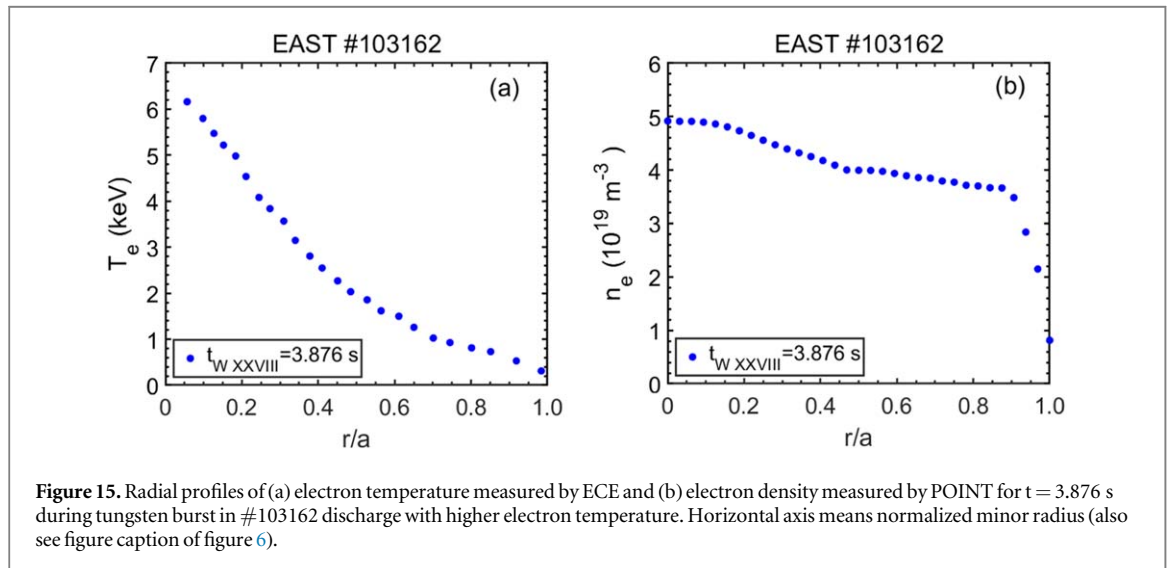 EAST #103162
7
6
5
4
3
2
1
0
T_e (keV)
(a)
t_{W XXVIII}=3.876 s
0 0.2 0.4 0.6 0.8 1.0
r/a
EAST #103162
6
5
4
3
2
1
0
n_e (10^{19} m^{-3})
(b)
t_{W XXVIII}=3.876 s
0 0.2 0.4 0.6 0.8 1.0
r/a
Figure 15. Radial profiles of (a) electron temperature measured by ECE and (b) electron density measured by POINT for t = 3.876 s
during tungsten burst in #103162 discharge with higher electron temperature. Horizontal axis means normalized minor radius (also
see figure caption of figure 6).